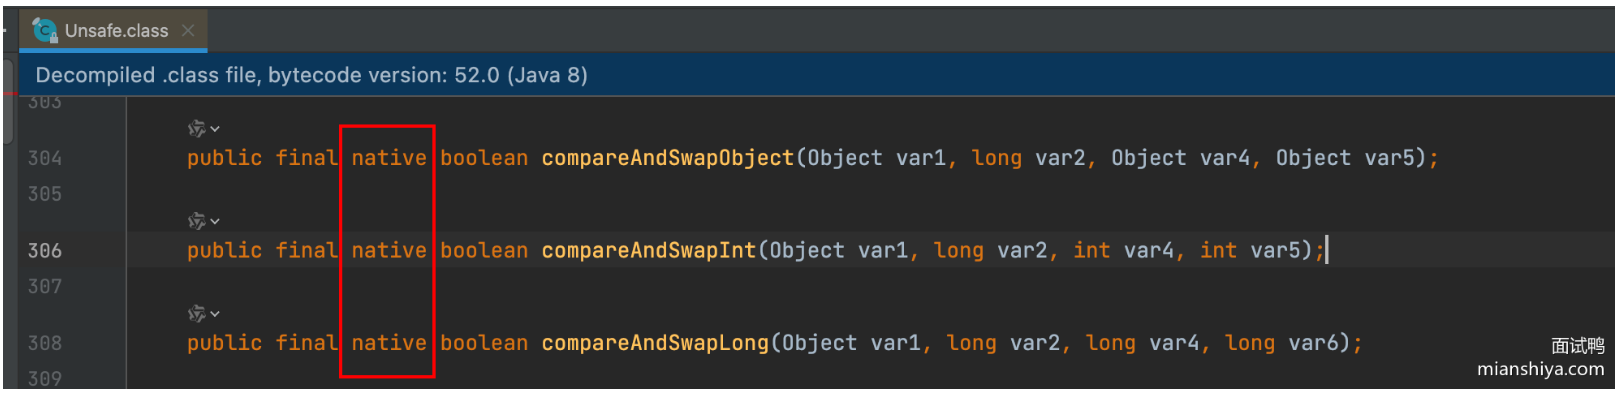 Unsafe.class
Decompiled .class file, bytecode version: 52.0 (Java 8)
303
304 public final native boolean compareAndSwapObject(Object var1, long var2, Object var4, Object var5);
305
306 public final native boolean compareAndSwapInt(Object var1, long var2, int var4, int var5);
307
308 public final native boolean compareAndSwapLong(Object var1, long var2, long var4, long var6);
309
面试鸭
mianshiya.com